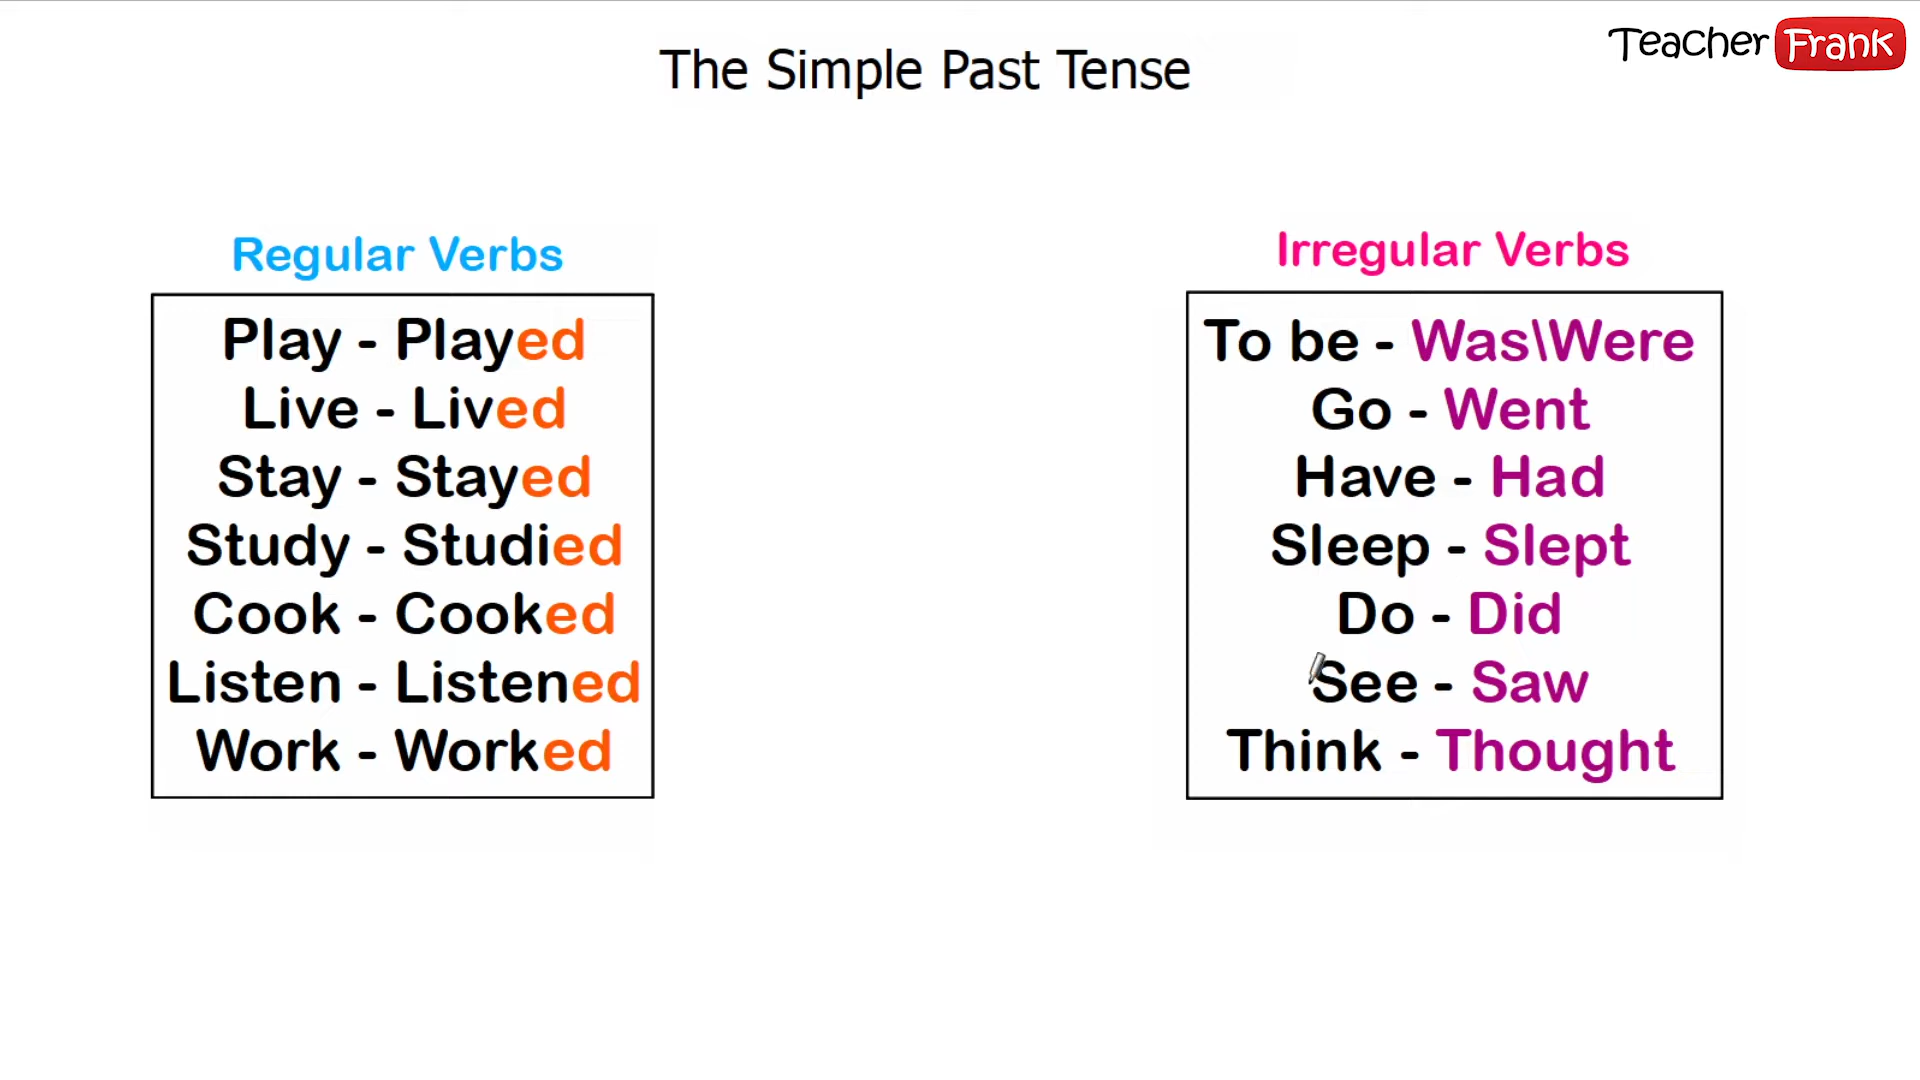 Teacher Frank
The Simple Past Tense
Regular Verbs
Play - Played
Live - Lived
Stay - Stayed
Study - Studied
Cook - Cooked
Listen - Listened
Work - Worked
Irregular Verbs
To be - Was\Were
Go - Went
Have - Had
Sleep - Slept
Do - Did
See - Saw
Think - Thought